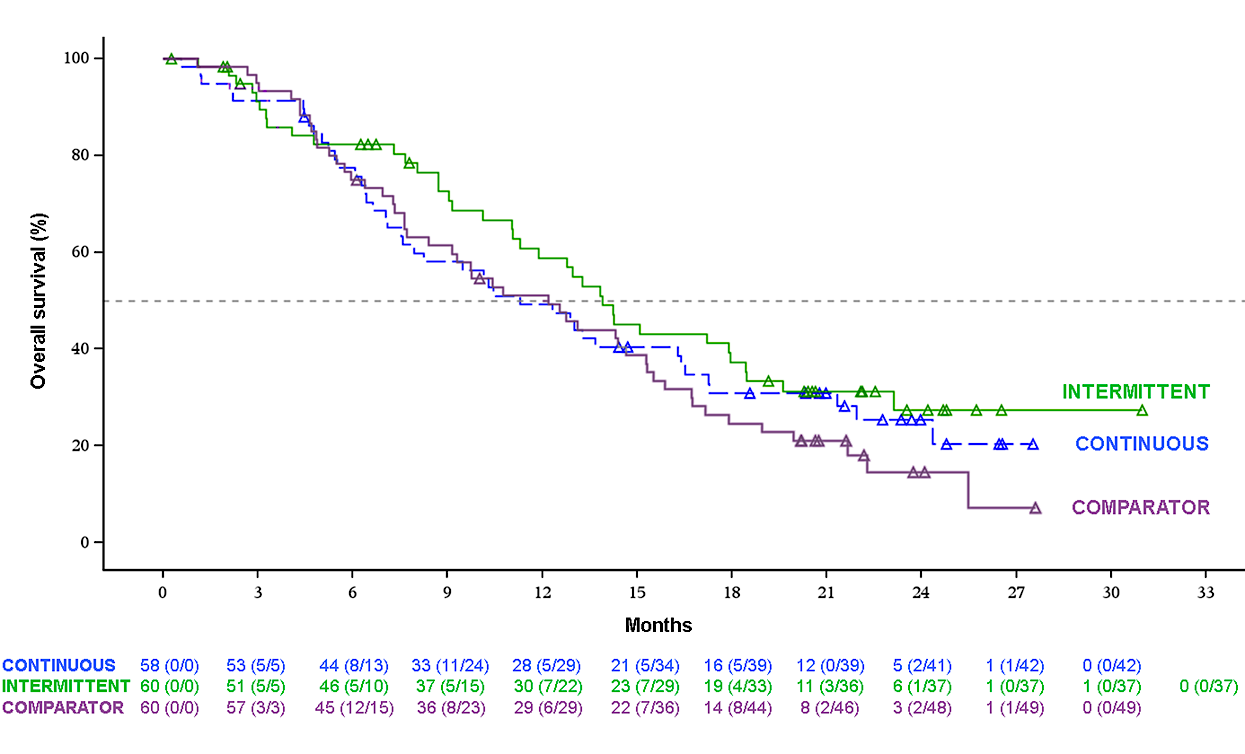 100
80
60
40
20
0
Overall survival (%)
INTERMITTENT
CONTINUOUS
COMPARATOR
0 3 6 9 12 15 18 21 24 27 30 33
Months
CONTINUOUS 58 (0/0) 53 (5/5) 44 (8/13) 33 (11/24) 28 (5/29) 21 (5/34) 16 (5/39) 12 (0/39) 5 (2/41) 1 (1/42) 0 (0/42)
INTERMITTENT 60 (0/0) 51 (5/5) 46 (5/10) 37 (5/15) 30 (7/22) 23 (7/29) 19 (4/33) 11 (3/36) 6 (1/37) 1 (0/37) 1 (0/37) 0 (0/37)
COMPARATOR 60 (0/0) 57 (3/3) 45 (12/15) 36 (8/23) 29 (6/29) 22 (7/36) 14 (8/44) 8 (2/46) 3 (2/48) 1 (1/49) 0 (0/49)